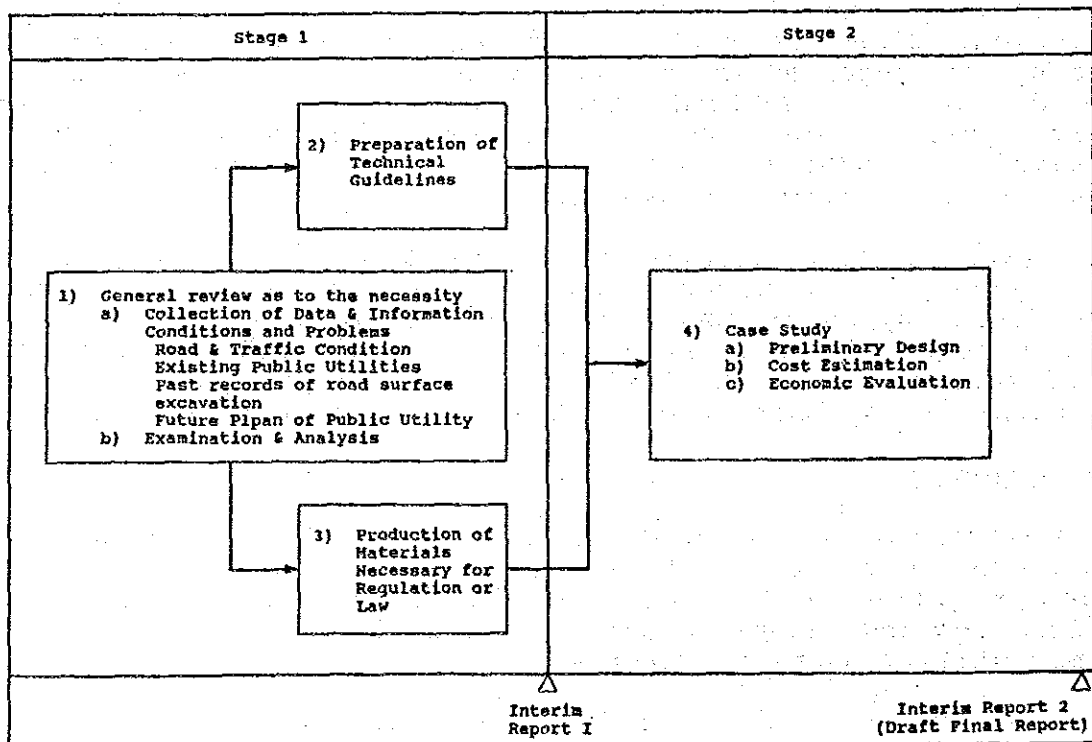 Stage 1
Stage 2
2) Preparation of
Technical
Guidelines
1) General review as to the necessity
a) Collection of Data & Information
Conditions and Problems
Road & Traffic Condition
Existing Public Utilities
Past records of road surface
excavation
Future Plpan of Public Utility
b) Examination & Analysis
4) Case Study
a) Preliminary Design
b) Cost Estimation
c) Economic Evaluation
3) Production of
Materials
Necessary for
Regulation or
Law
Interim
Report I
Interim Report 2
(Draft Final Report)